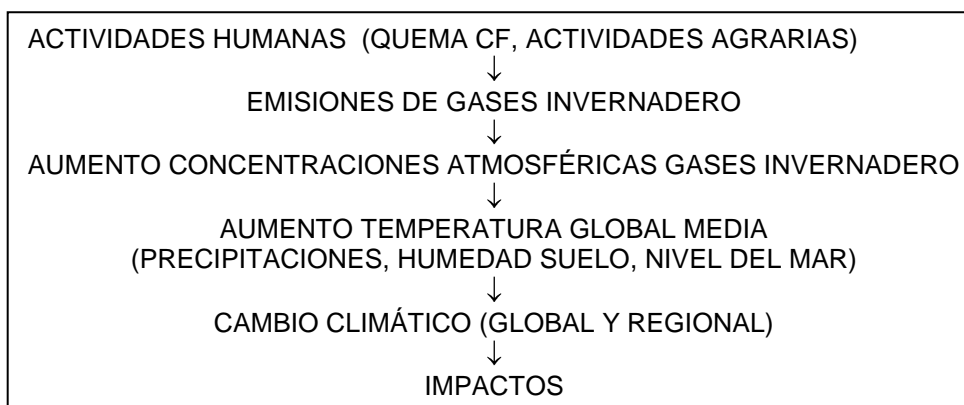 ACTIVIDADES HUMANAS (QUEMA CF, ACTIVIDADES AGRARIAS)
↓
EMISIONES DE GASES INVERNADERO
↓
AUMENTO CONCENTRACIONES ATMOSFÉRICAS GASES INVERNADERO
↓
AUMENTO TEMPERATURA GLOBAL MEDIA
(PRECIPITACIONES, HUMEDAD SUELO, NIVEL DEL MAR)
↓
CAMBIO CLIMÁTICO (GLOBAL Y REGIONAL)
↓
IMPACTOS